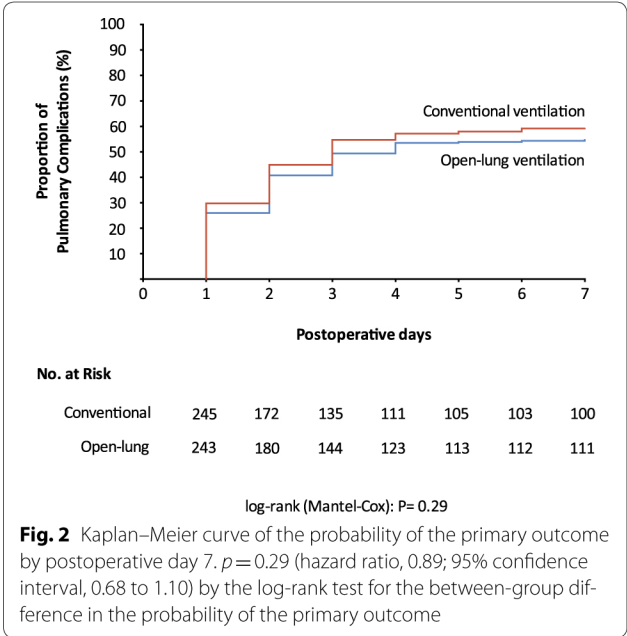 100
90
80
70
60
50
40
30
20
10
Proportion of
Pulmonary Complications (%)
Conventional ventilation
Open-lung ventilation
0 1 2 3 4 5 6 7
Postoperative days
No. at Risk
Conventional 245 172 135 111 105 103 100
Open-lung 243 180 144 123 113 112 111
log-rank (Mantel-Cox): P= 0.29
Fig. 2 Kaplan–Meier curve of the probability of the primary outcome
by postoperative day 7. p = 0.29 (hazard ratio, 0.89; 95% confidence
interval, 0.68 to 1.10) by the log-rank test for the between-group dif-
ference in the probability of the primary outcome